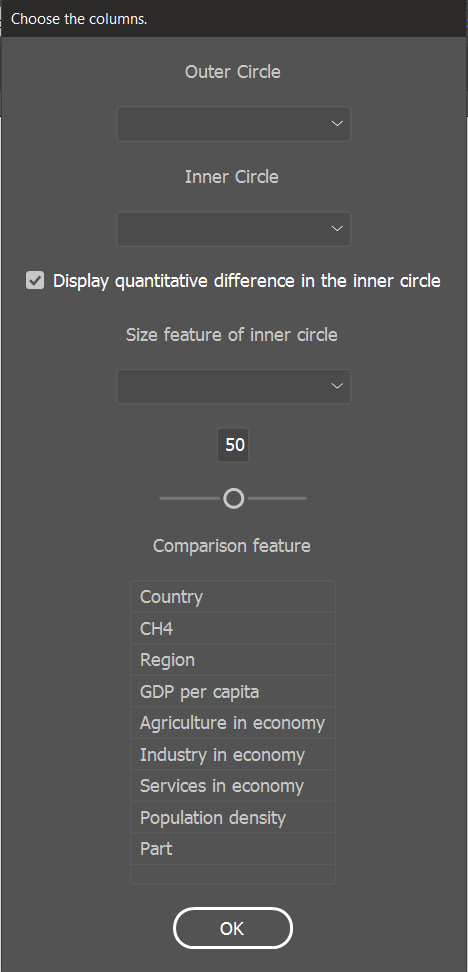 Choose the columns.
Outer Circle
Inner Circle
Display quantitative difference in the inner circle
Size feature of inner circle
50
Comparison feature
Country
CH4
Region
GDP per capita
Agriculture in economy
Industry in economy
Services in economy
Population density
Part
OK